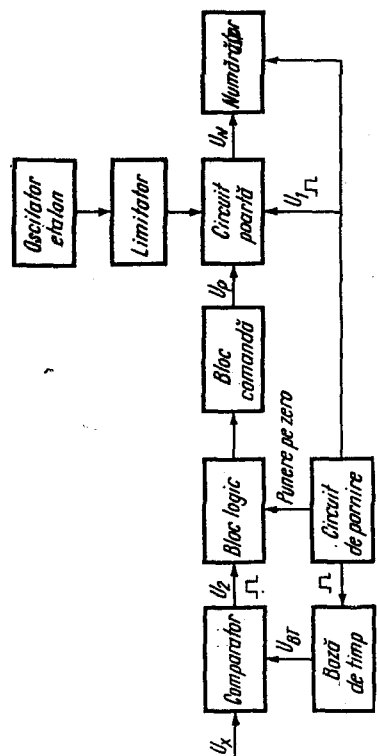 Oscilator
etalon
Limitator
U_X
Comparator
U_2
Bloc logic
Bloc
comandă
U_P
Circuit
poartă
U_N
Numărător
U_BT
Punere pe zero
U_1
Bază
de timp
Circuit
de pornire